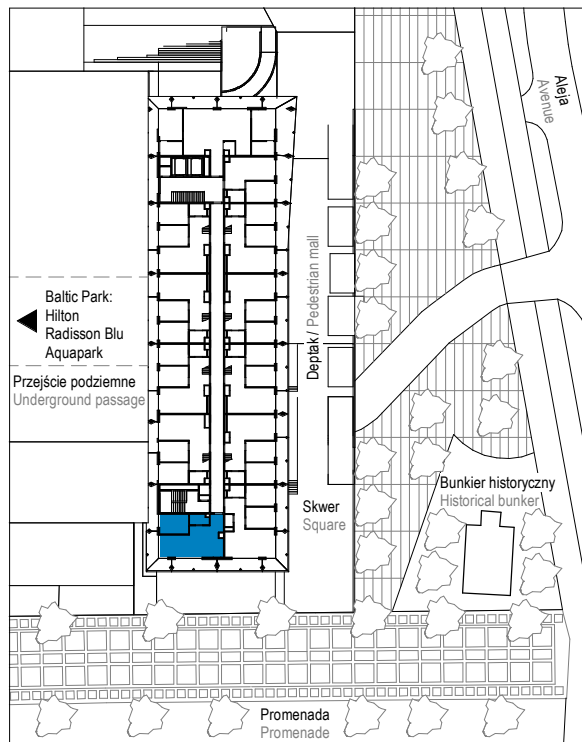 Aleja
Avenue
Baltic Park:
Hilton
Radisson Blu
Aquapark
Przejście podziemne
Underground passage
Deptak / Pedestrian mall
Bunkier historyczny
Historical bunker
Skwer
Square
Promenada
Promenade